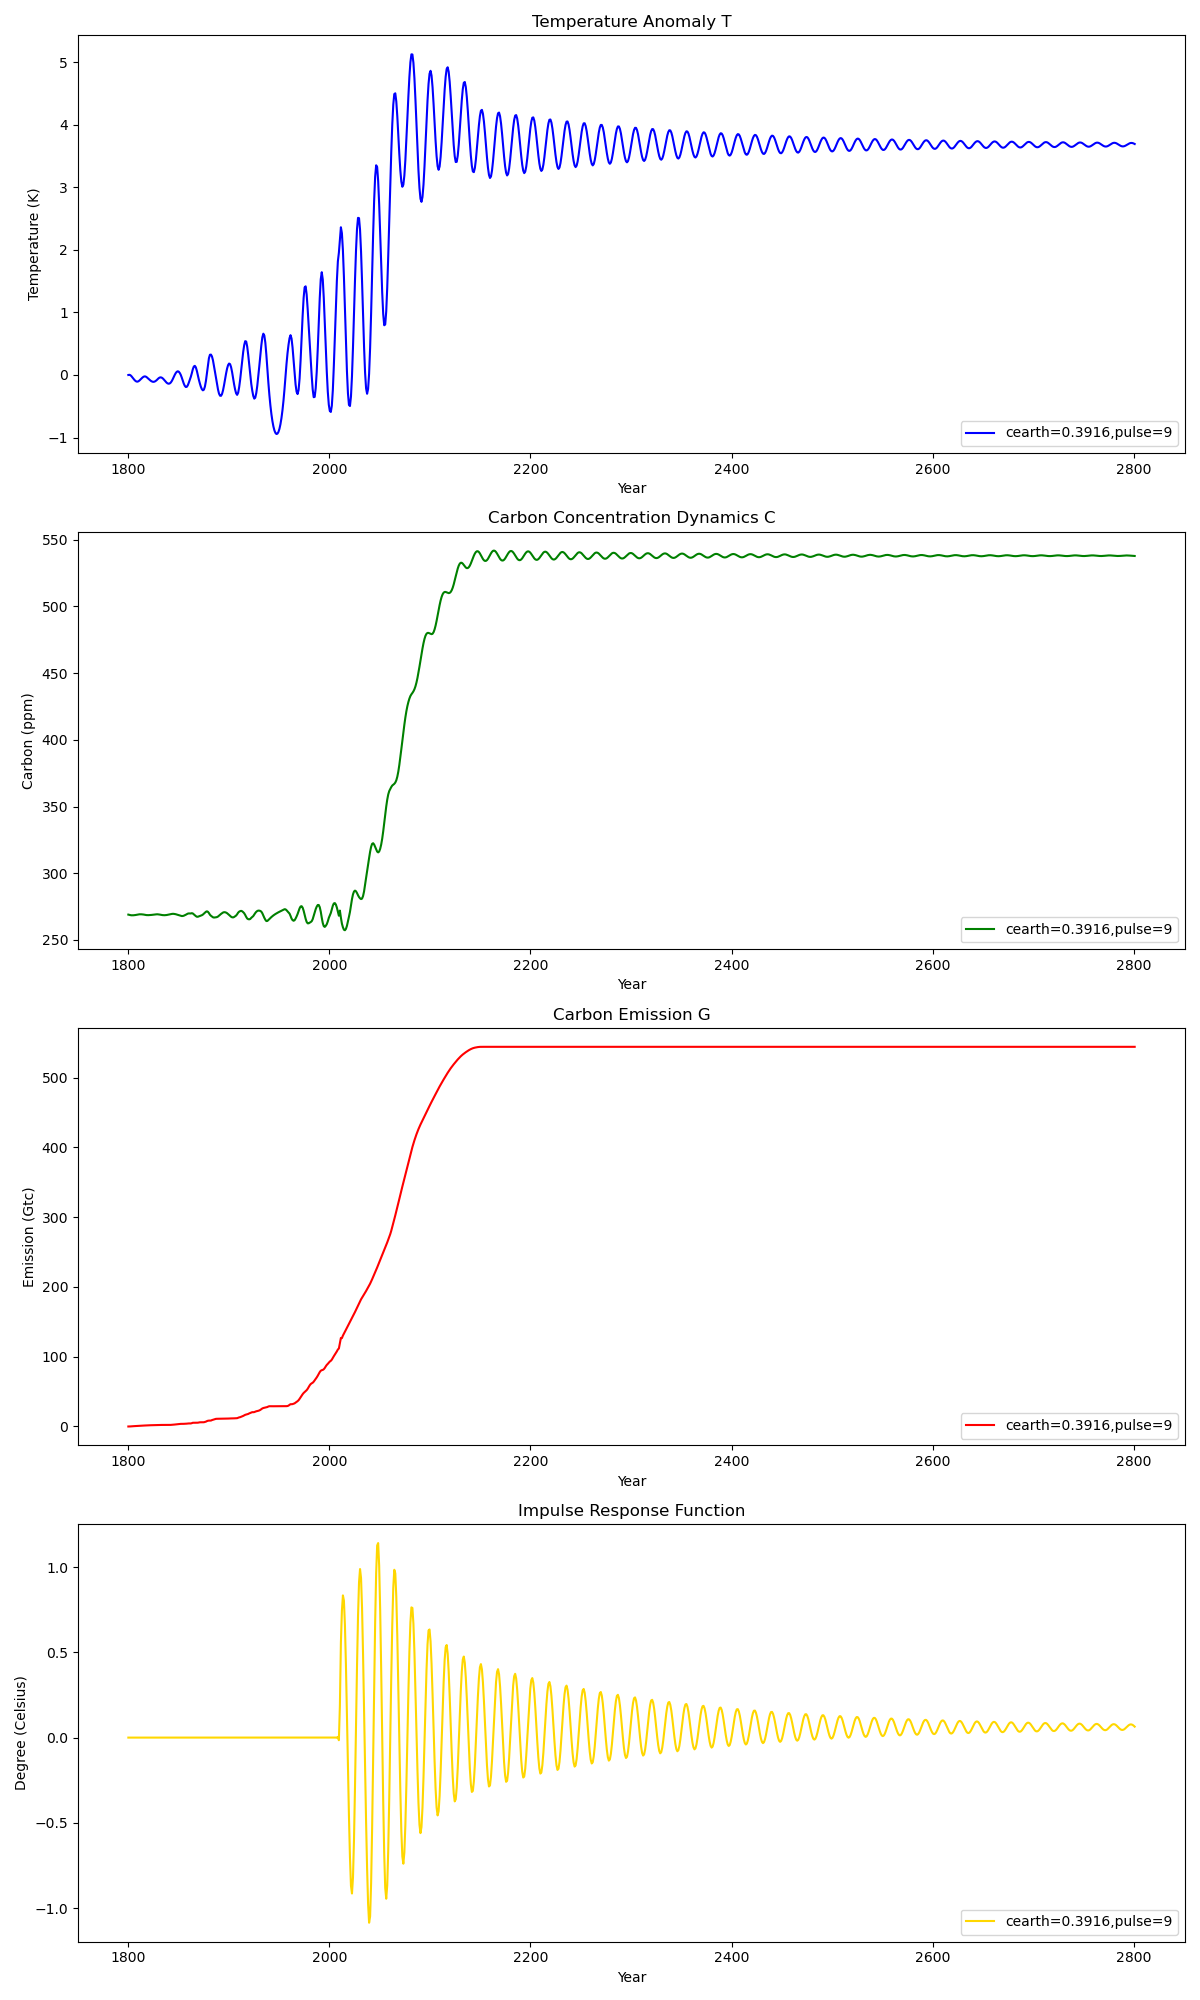 Temperature Anomaly T
Temperature (K)
5
4
3
2
1
0
−1
cearth=0.3916,pulse=9
1800 2000 2200 2400 2600 2800
Year
Carbon Concentration Dynamics C
Carbon (ppm)
550
500
450
400
350
300
250
cearth=0.3916,pulse=9
1800 2000 2200 2400 2600 2800
Year
Carbon Emission G
Emission (Gtc)
500
400
300
200
100
0
cearth=0.3916,pulse=9
1800 2000 2200 2400 2600 2800
Year
Impulse Response Function
Degree (Celsius)
1.0
0.5
0.0
−0.5
−1.0
cearth=0.3916,pulse=9
1800 2000 2200 2400 2600 2800
Year